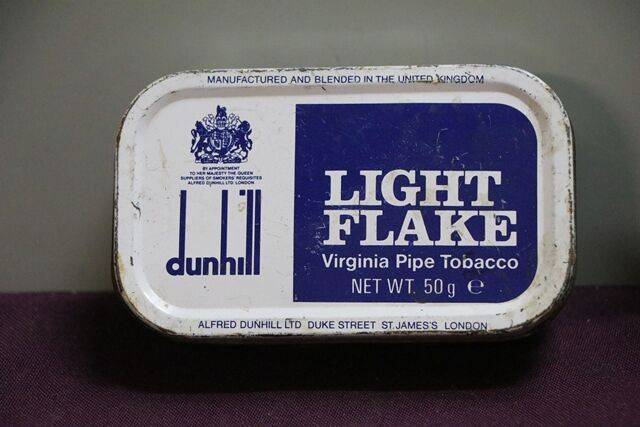 MANUFACTURED AND BLENDED IN THE UNITED KINGDOM
BY APPOINTMENT
TO HER MAJESTY THE QUEEN
SUPPLIERS OF SMOKERS' REQUISITES
ALFRED DUNHILL LTD LONDON
dunhill
LIGHT
FLAKE
Virginia Pipe Tobacco
NET WT. 50 g ℮
ALFRED DUNHILL LTD DUKE STREET ST. JAMES'S LONDON